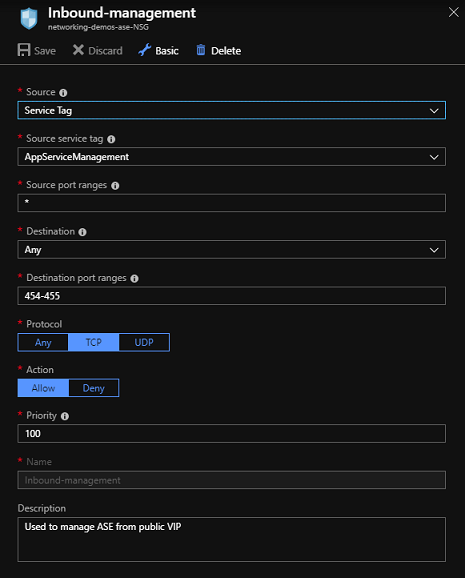 Inbound-management
networking-demos-ase-NSG
Save Discard Basic Delete
* Source
Service Tag
* Source service tag
AppServiceManagement
* Source port ranges
*
* Destination
Any
* Destination port ranges
454-455
* Protocol
Any TCP UDP
* Action
Allow Deny
* Priority
100
* Name
Inbound-management
Description
Used to manage ASE from public VIP